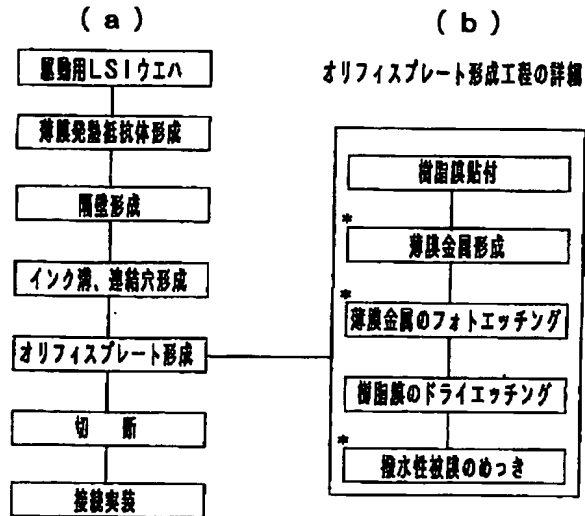 (a)
駆動用LSIウエハ
薄膜発熱抵抗体形成
隔壁形成
インク溝、連結穴形成
オリフィスプレート形成
切 断
接続実装
(b)
オリフィスプレート形成工程の詳細
樹脂膜貼付
*
薄膜金属形成
*
薄膜金属のフォトエッチング
樹脂膜のドライエッチング
*
撥水性被膜のめっき